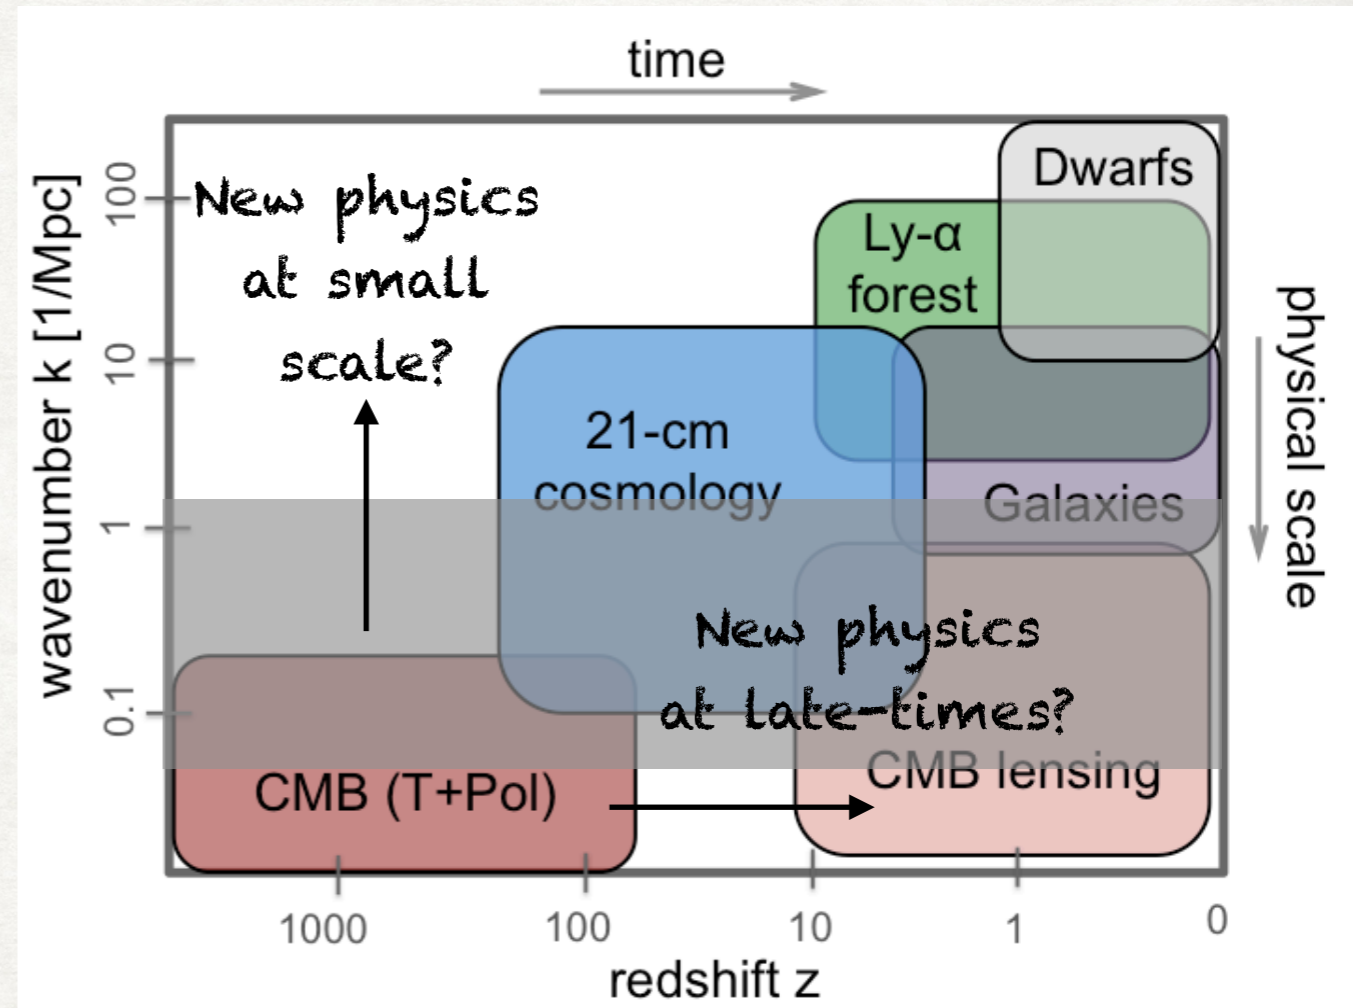 time
wavenumber k [1/Mpc]
100
10
1
0.1
New physics
at small
scale?
Dwarfs
Ly-α
forest
21-cm
cosmology
Galaxies
New physics
at late-times?
CMB (T+Pol)
CMB lensing
physical scale
1000
100
10
1
0
redshift z